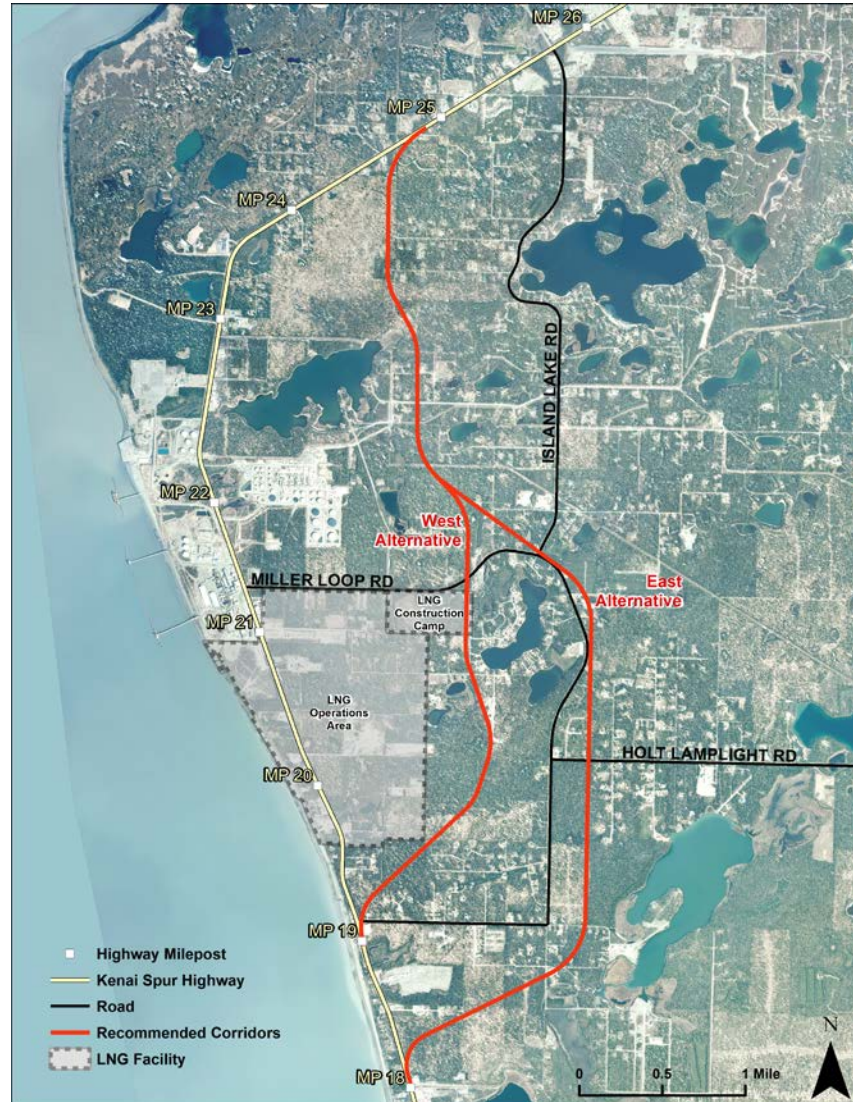 MP 26
MP 25
MP 24
MP 23
ISLAND LAKE RD
MP 22
West
Alternative
East
Alternative
MILLER LOOP RD
LNG
Construction
Camp
MP 21
LNG
Operations
Area
MP 20
HOLT LAMPLIGHT RD
MP 19
Highway Milepost
Kenai Spur Highway
Road
Recommended Corridors
LNG Facility
MP 18
N
0 0.5 1 Mile